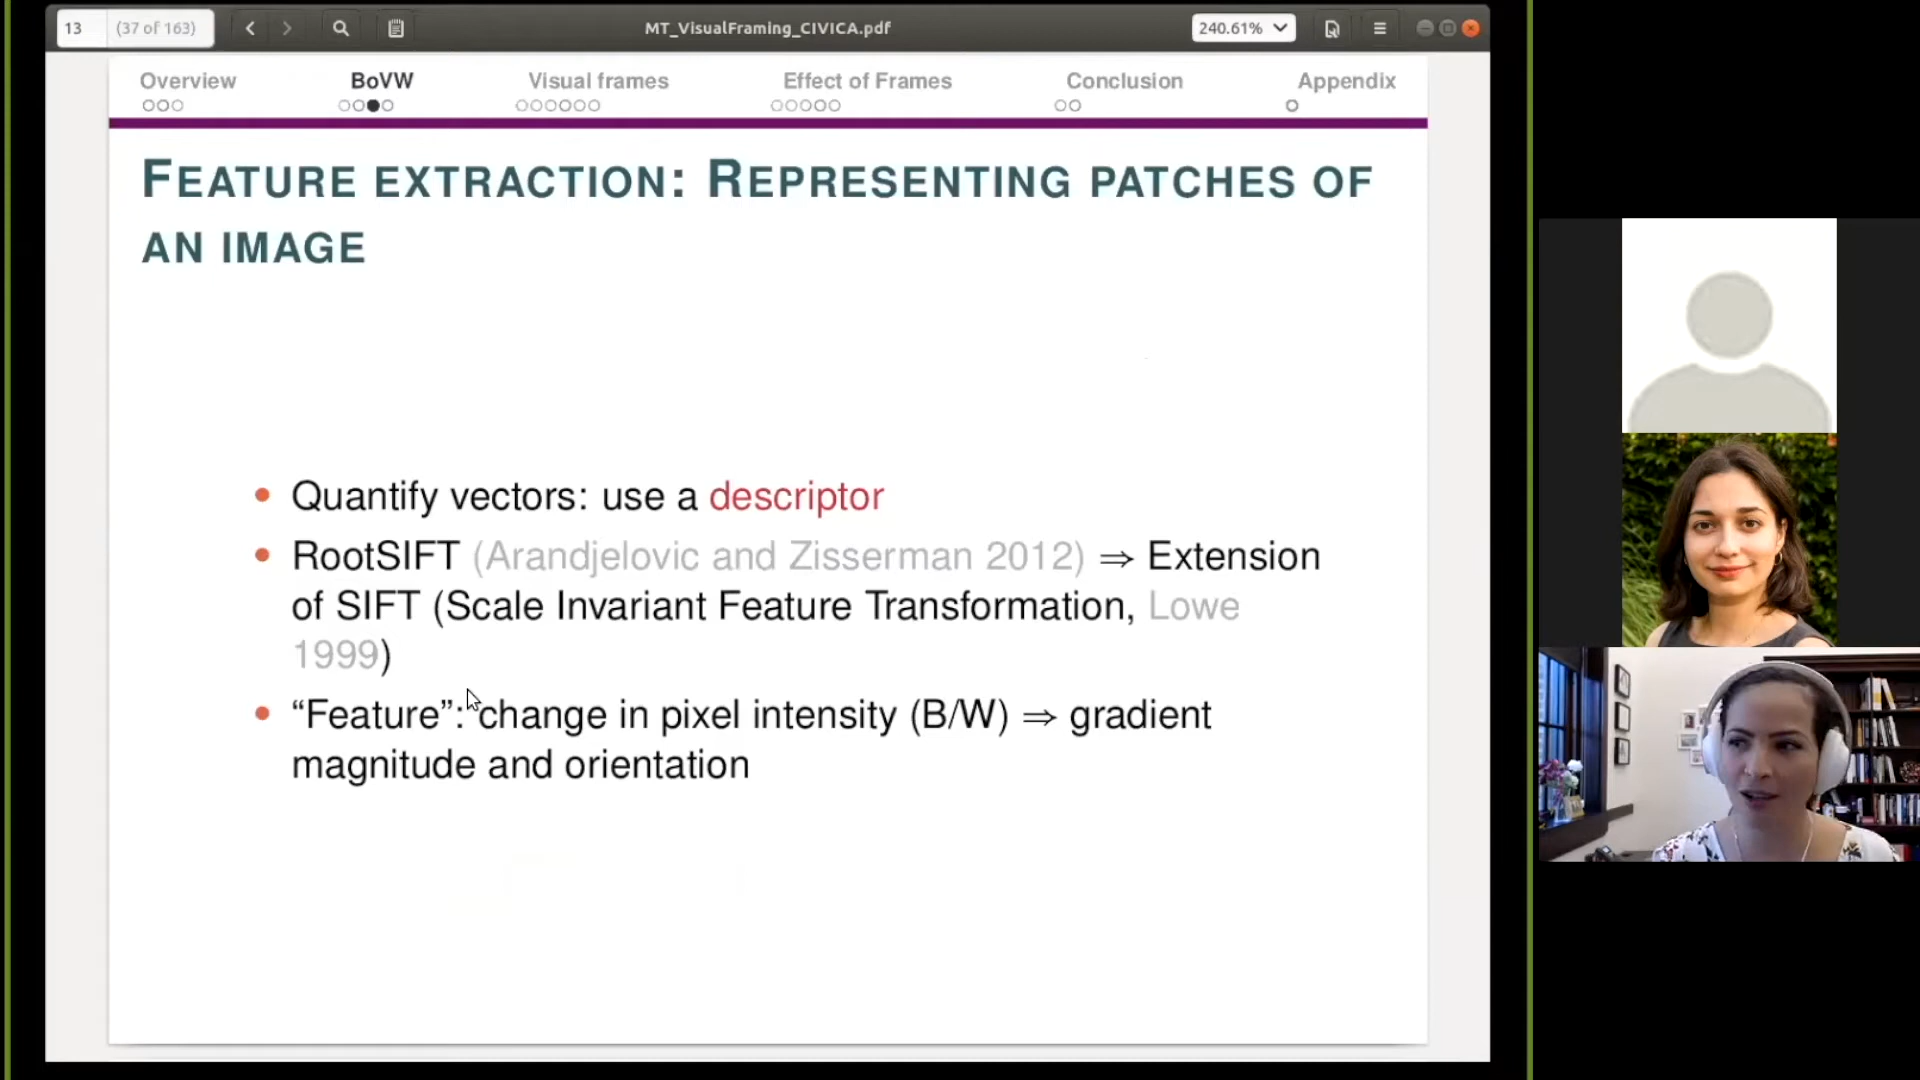 13 (37 of 163) MT_VisualFraming_CIVICA.pdf 240.61%
Overview BoVW Visual frames Effect of Frames Conclusion Appendix
FEATURE EXTRACTION: REPRESENTING PATCHES OF
AN IMAGE
• Quantify vectors: use a descriptor
• RootSIFT (Arandjelovic and Zisserman 2012) ⇒ Extension
of SIFT (Scale Invariant Feature Transformation, Lowe
1999)
• “Feature”: change in pixel intensity (B/W) ⇒ gradient
magnitude and orientation